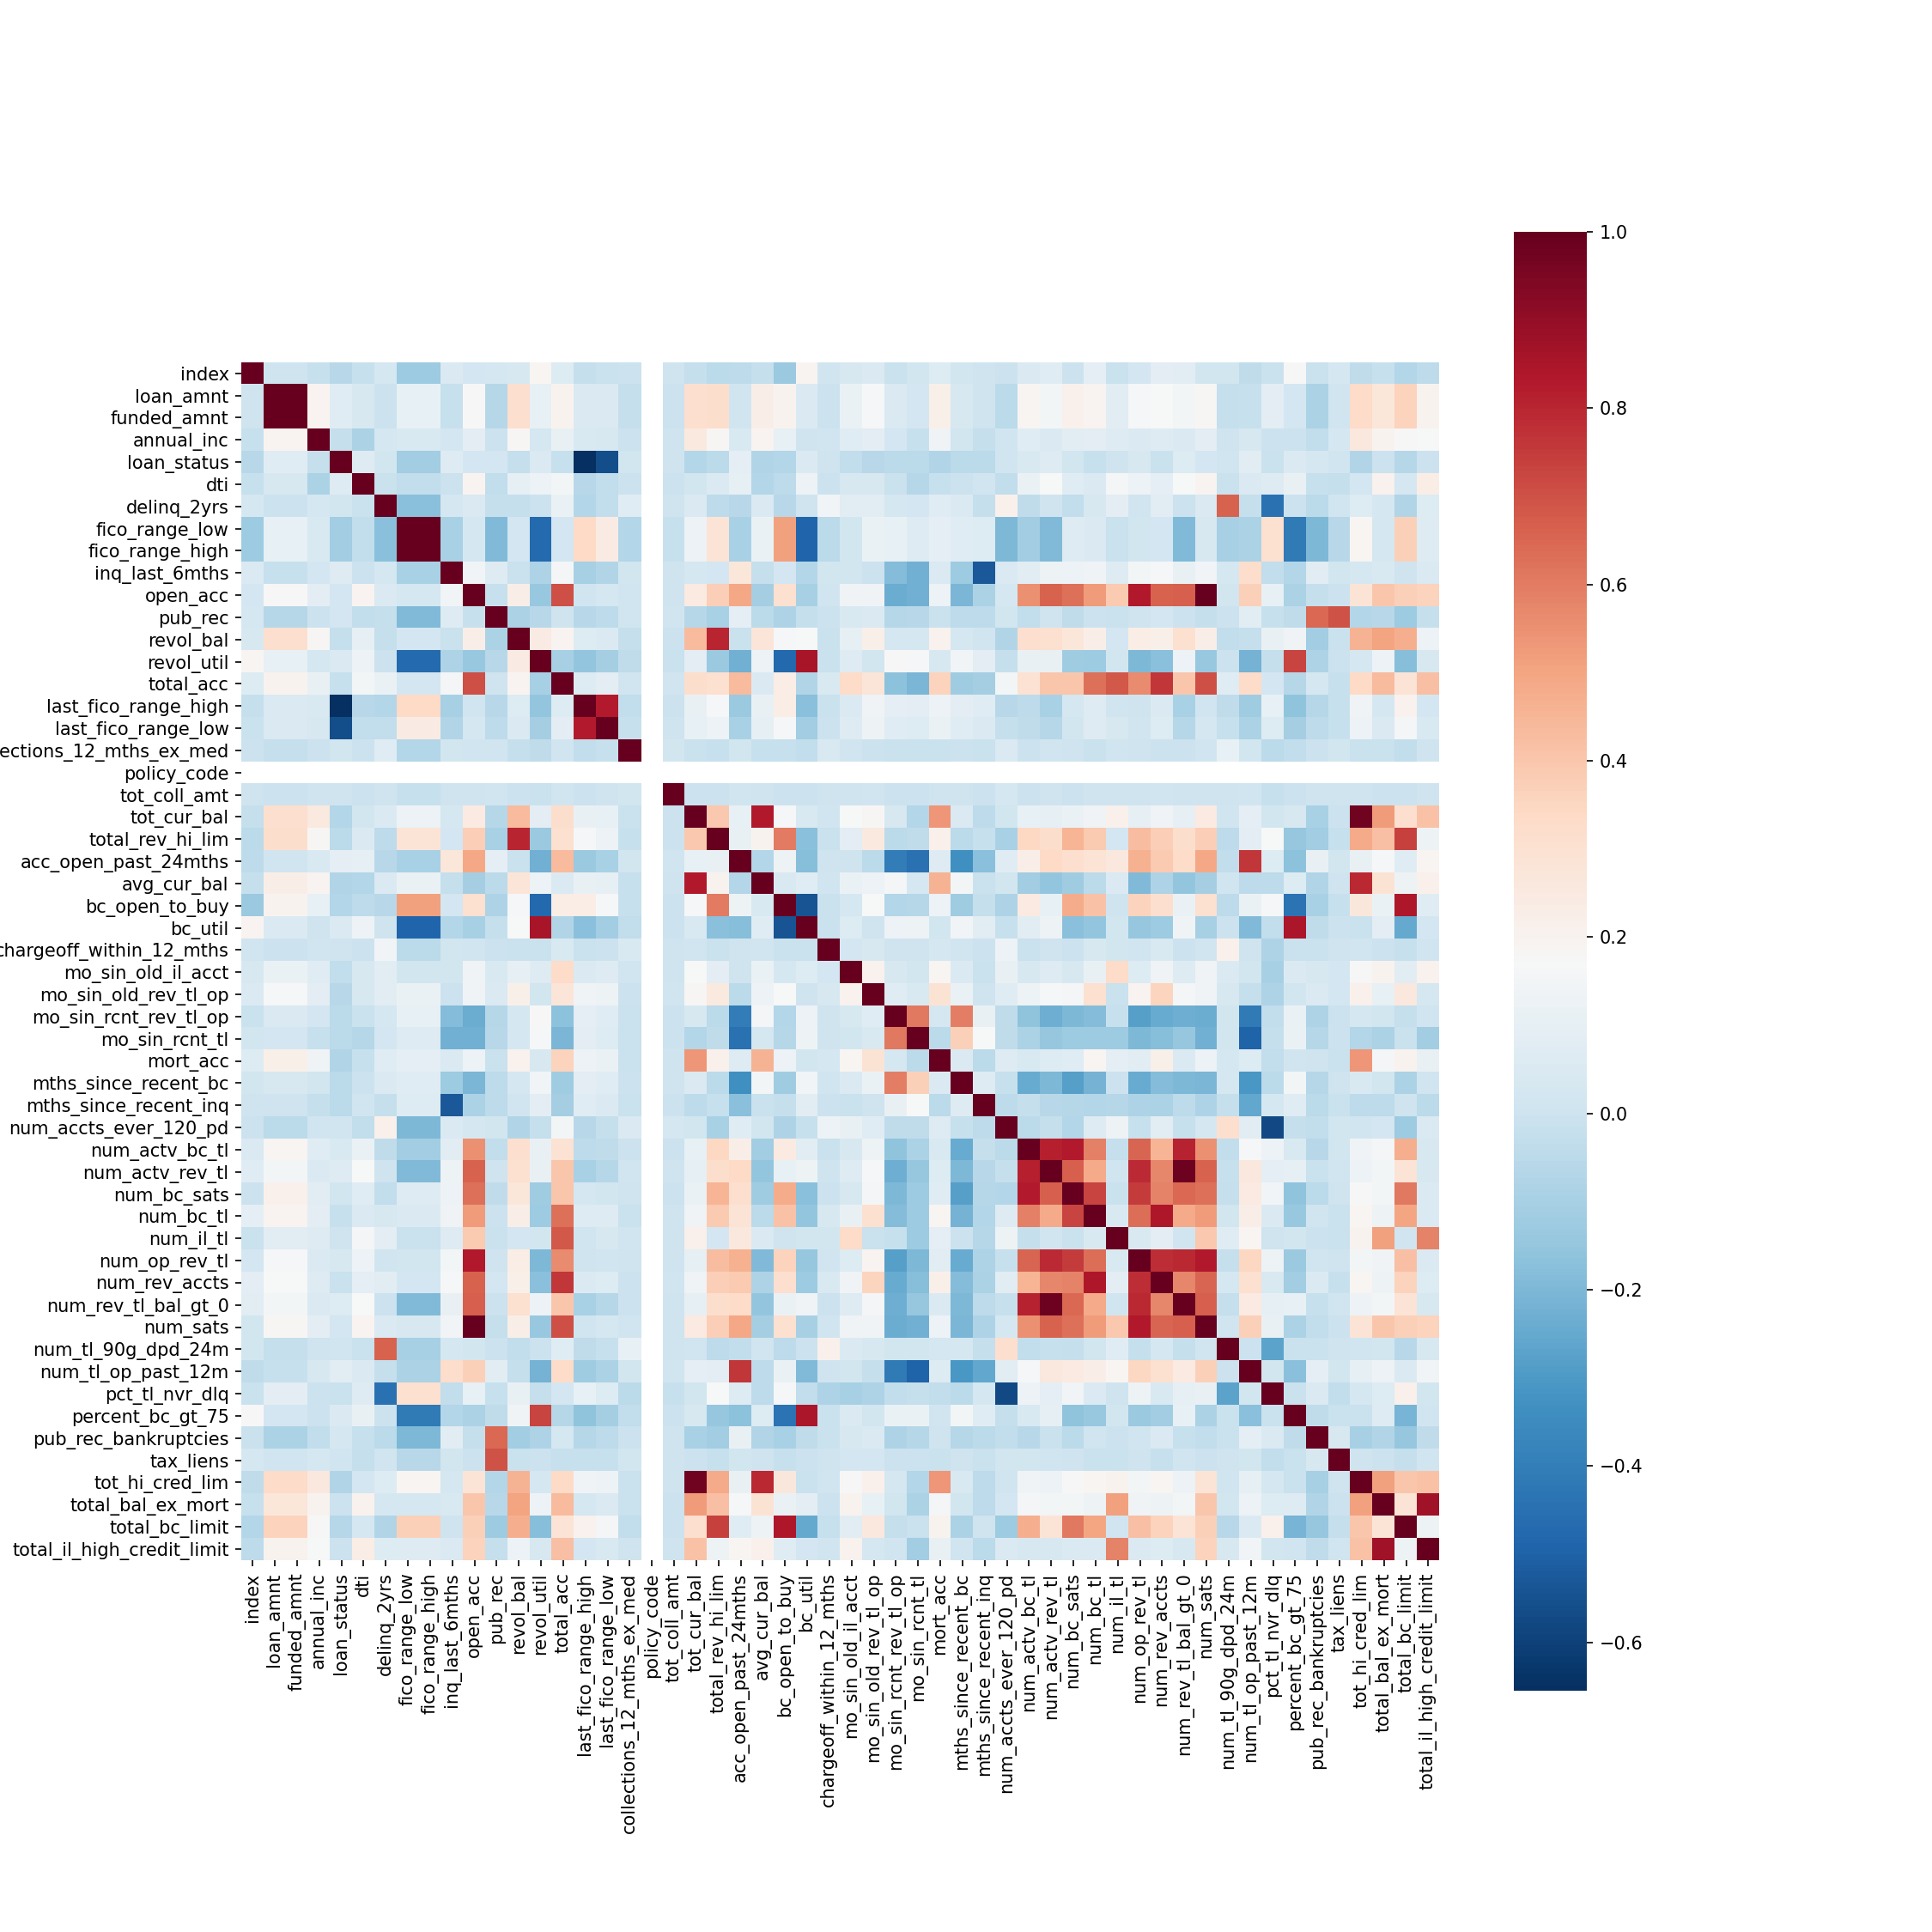 index
loan_amnt
funded_amnt
annual_inc
loan_status
dti
delinq_2yrs
fico_range_low
fico_range_high
inq_last_6mths
open_acc
pub_rec
revol_bal
revol_util
total_acc
last_fico_range_high
last_fico_range_low
ections_12_mths_ex_med
policy_code
tot_coll_amt
tot_cur_bal
total_rev_hi_lim
acc_open_past_24mths
avg_cur_bal
bc_open_to_buy
bc_util
chargeoff_within_12_mths
mo_sin_old_il_acct
mo_sin_old_rev_tl_op
mo_sin_rcnt_rev_tl_op
mo_sin_rcnt_tl
mort_acc
mths_since_recent_bc
mths_since_recent_inq
num_accts_ever_120_pd
num_actv_bc_tl
num_actv_rev_tl
num_bc_sats
num_bc_tl
num_il_tl
num_op_rev_tl
num_rev_accts
num_rev_tl_bal_gt_0
num_sats
num_tl_90g_dpd_24m
num_tl_op_past_12m
pct_tl_nvr_dlq
percent_bc_gt_75
pub_rec_bankruptcies
tax_liens
tot_hi_cred_lim
total_bal_ex_mort
total_bc_limit
total_il_high_credit_limit
index
loan_amnt
funded_amnt
annual_inc
loan_status
dti
delinq_2yrs
fico_range_low
fico_range_high
inq_last_6mths
open_acc
pub_rec
revol_bal
revol_util
total_acc
last_fico_range_high
last_fico_range_low
collections_12_mths_ex_med
policy_code
tot_coll_amt
tot_cur_bal
total_rev_hi_lim
acc_open_past_24mths
avg_cur_bal
bc_open_to_buy
bc_util
chargeoff_within_12_mths
mo_sin_old_il_acct
mo_sin_old_rev_tl_op
mo_sin_rcnt_rev_tl_op
mo_sin_rcnt_tl
mort_acc
mths_since_recent_bc
mths_since_recent_inq
num_accts_ever_120_pd
num_actv_bc_tl
num_actv_rev_tl
num_bc_sats
num_bc_tl
num_il_tl
num_op_rev_tl
num_rev_accts
num_rev_tl_bal_gt_0
num_sats
num_tl_90g_dpd_24m
num_tl_op_past_12m
pct_tl_nvr_dlq
percent_bc_gt_75
pub_rec_bankruptcies
tax_liens
tot_hi_cred_lim
total_bal_ex_mort
total_bc_limit
total_il_high_credit_limit
1.0
0.8
0.6
0.4
0.2
0.0
−0.2
−0.4
−0.6